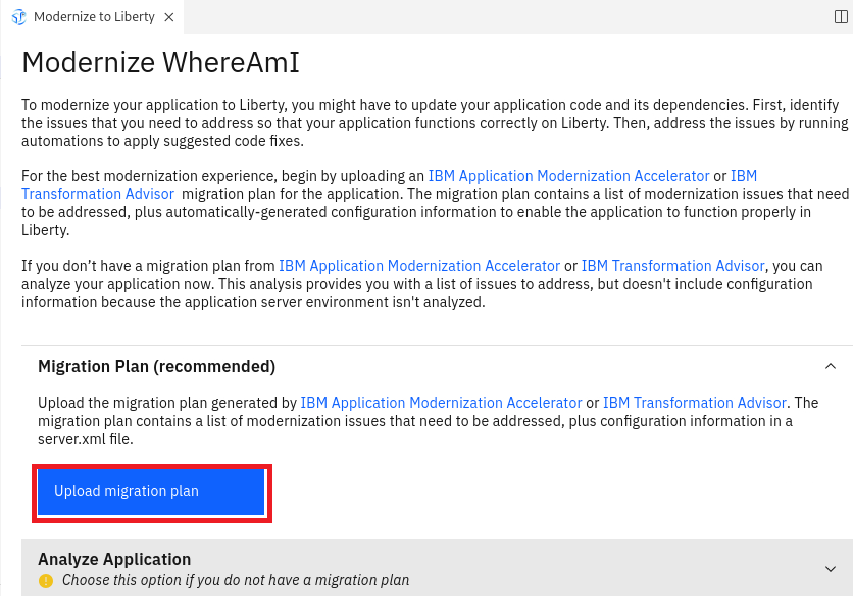 Modernize to Liberty
Modernize WhereAmI
To modernize your application to Liberty, you might have to update your application code and its dependencies. First, identify
the issues that you need to address so that your application functions correctly on Liberty. Then, address the issues by running
automations to apply suggested code fixes.
For the best modernization experience, begin by uploading an IBM Application Modernization Accelerator or IBM
Transformation Advisor migration plan for the application. The migration plan contains a list of modernization issues that need
to be addressed, plus automatically-generated configuration information to enable the application to function properly in
Liberty.
If you don't have a migration plan from IBM Application Modernization Accelerator or IBM Transformation Advisor, you can
analyze your application now. This analysis provides you with a list of issues to address, but doesn't include configuration
information because the application server environment isn't analyzed.
Migration Plan (recommended)
Upload the migration plan generated by IBM Application Modernization Accelerator or IBM Transformation Advisor. The
migration plan contains a list of modernization issues that need to be addressed, plus configuration information in a
server.xml file.
Upload migration plan
Analyze Application
Choose this option if you do not have a migration plan